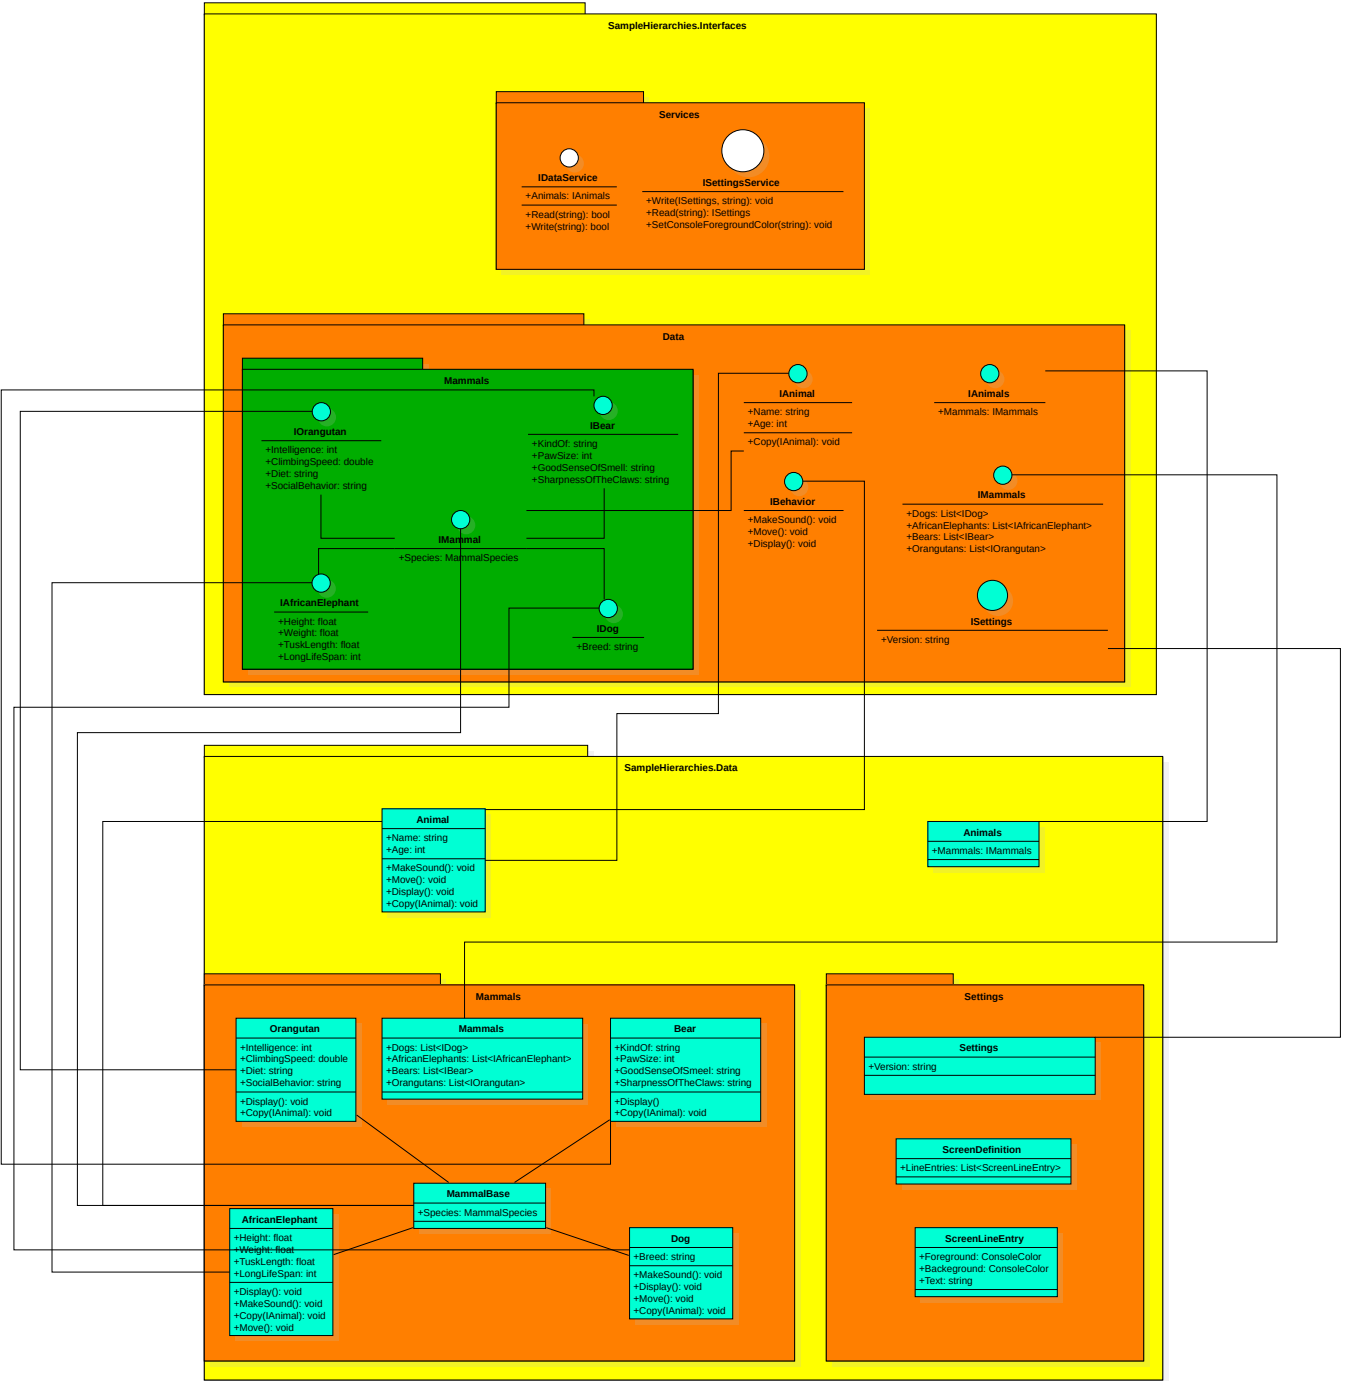 SampleHierarchies.Interfaces
Services
IDataService
+Animals: IAnimals
+Read(string): bool
+Write(string): bool
ISettingsService
+Write(ISettings, string): void
+Read(string): ISettings
+SetConsoleForegroundColor(string): void
Data
Mammals
IOrangutan
+Intelligence: int
+ClimbingSpeed: double
+Diet: string
+SocialBehavior: string
IBear
+KindOf: string
+PawSize: int
+GoodSenseOfSmell: string
+SharpnessOfTheClaws: string
IMammal
+Species: MammalSpecies
IAfricanElephant
+Height: float
+Weight: float
+TuskLength: float
+LongLifeSpan: int
IDog
+Breed: string
IAnimal
+Name: string
+Age: int
+Copy(IAnimal): void
IBehavior
+MakeSound(): void
+Move(): void
+Display(): void
IAnimals
+Mammals: IMammals
IMammals
+Dogs: List<IDog>
+AfricanElephants: List<IAfricanElephant>
+Bears: List<IBear>
+Orangutans: List<IOrangutan>
ISettings
+Version: string
SampleHierarchies.Data
Animal
+Name: string
+Age: int
+MakeSound(): void
+Move(): void
+Display(): void
+Copy(IAnimal): void
Animals
+Mammals: IMammals
Mammals
Orangutan
+Intelligence: int
+ClimbingSpeed: double
+Diet: string
+SocialBehavior: string
+Display(): void
+Copy(IAnimal): void
Mammals
+Dogs: List<IDog>
+AfricanElephants: List<IAfricanElephant>
+Bears: List<IBear>
+Orangutans: List<IOrangutan>
Bear
+KindOf: string
+PawSize: int
+GoodSenseOfSmeel: string
+SharpnessOfTheClaws: string
+Display()
+Copy(IAnimal): void
MammalBase
+Species: MammalSpecies
AfricanElephant
+Height: float
+Weight: float
+TuskLength: float
+LongLifeSpan: int
+Display(): void
+MakeSound(): void
+Copy(IAnimal): void
+Move(): void
Dog
+Breed: string
+MakeSound(): void
+Display(): void
+Move(): void
+Copy(IAnimal): void
Settings
Settings
+Version: string
ScreenDefinition
+LineEntries: List<ScreenLineEntry>
ScreenLineEntry
+Foreground: ConsoleColor
+Backeground: ConsoleColor
+Text: string